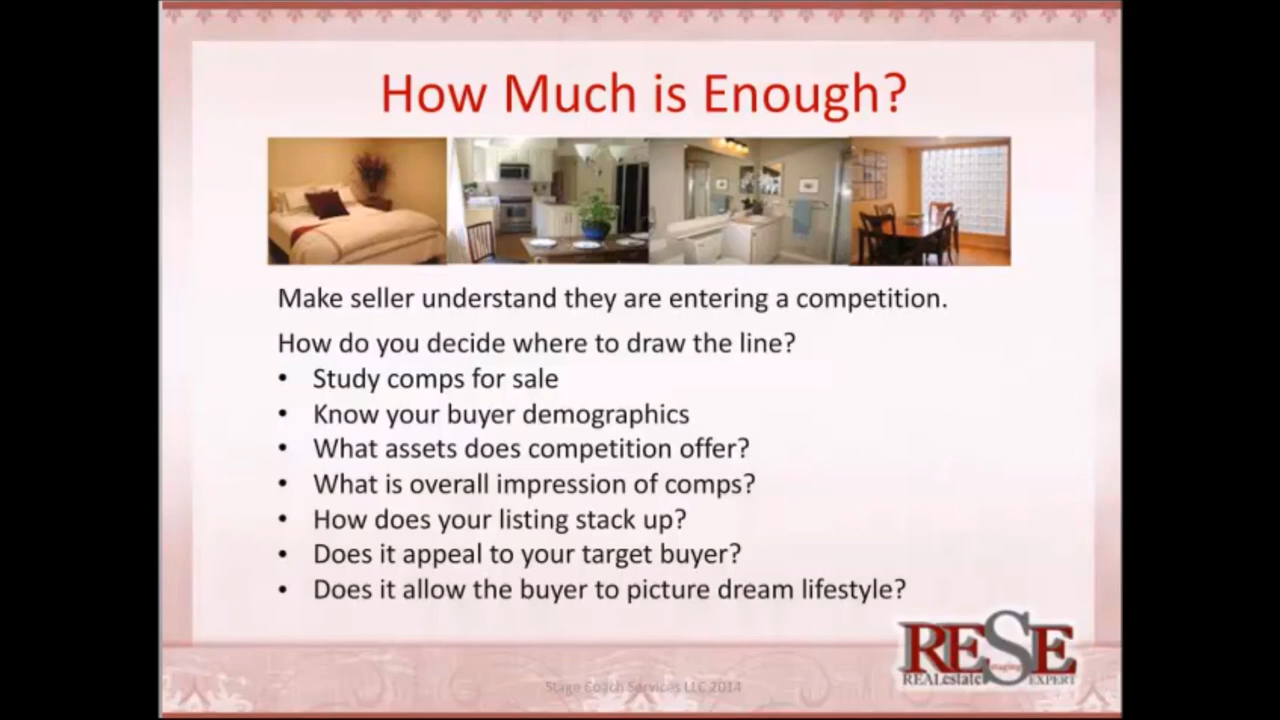 How Much is Enough?
Make seller understand they are entering a competition.
How do you decide where to draw the line?
• Study comps for sale
• Know your buyer demographics
• What assets does competition offer?
• What is overall impression of comps?
• How does your listing stack up?
• Does it appeal to your target buyer?
• Does it allow the buyer to picture dream lifestyle?
RESE
staging
REALestate EXPERT
Stage Coach Services LLC 2014